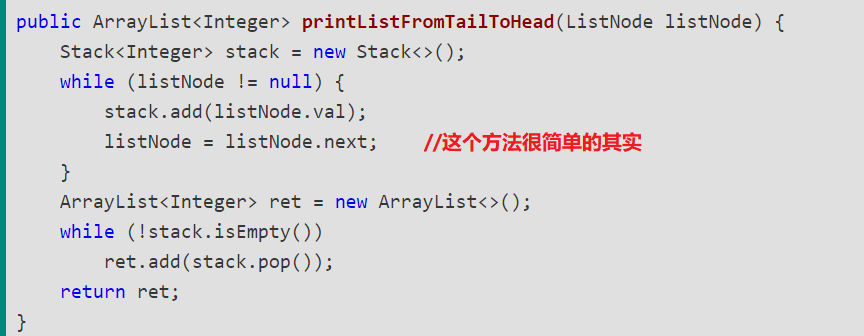 public ArrayList<Integer> printListFromTailToHead(ListNode listNode) {
    Stack<Integer> stack = new Stack<>();
    while (listNode != null) {
        stack.add(listNode.val);
        listNode = listNode.next;    //这个方法很简单的其实
    }
    ArrayList<Integer> ret = new ArrayList<>();
    while (!stack.isEmpty())
        ret.add(stack.pop());
    return ret;
}